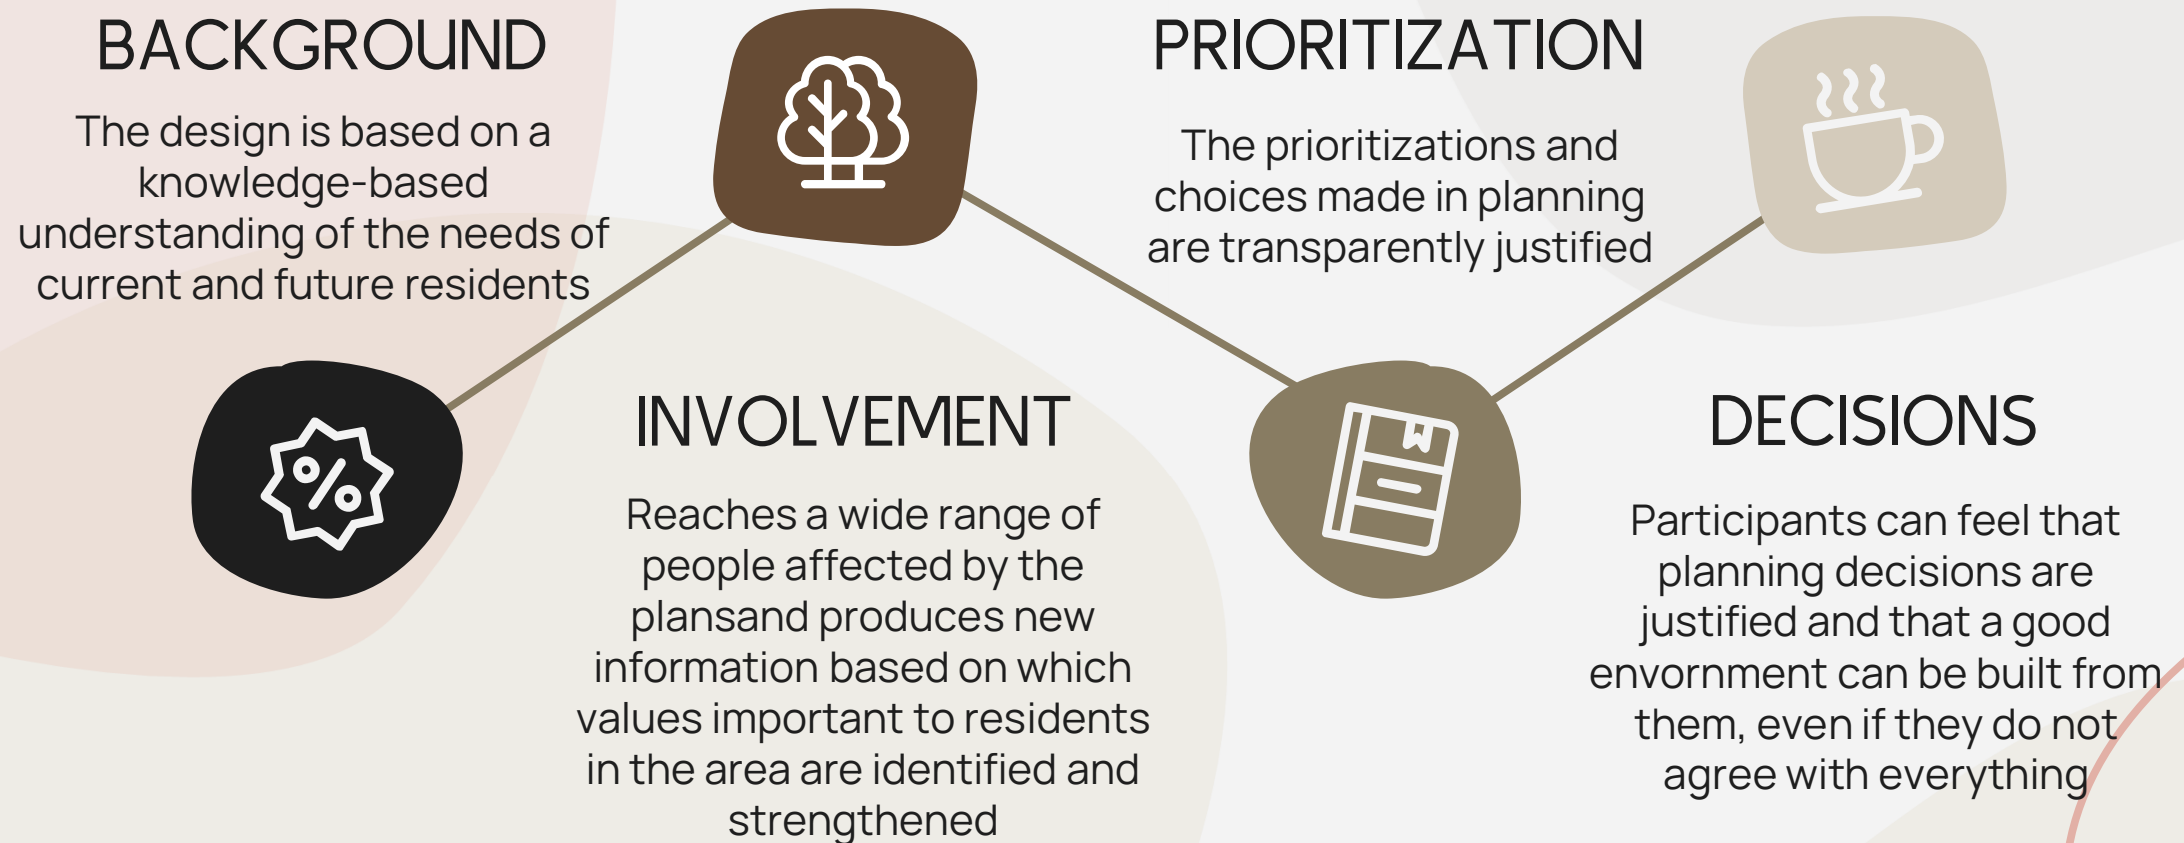 BACKGROUND
The design is based on a
knowledge-based
understanding of the needs of
current and future residents
INVOLVEMENT
Reaches a wide range of
people affected by the
plansand produces new
information based on which
values important to residents
in the area are identified and
strengthened
PRIORITIZATION
The prioritizations and
choices made in planning
are transparently justified
DECISIONS
Participants can feel that
planning decisions are
justified and that a good
envornment can be built from
them, even if they do not
agree with everything